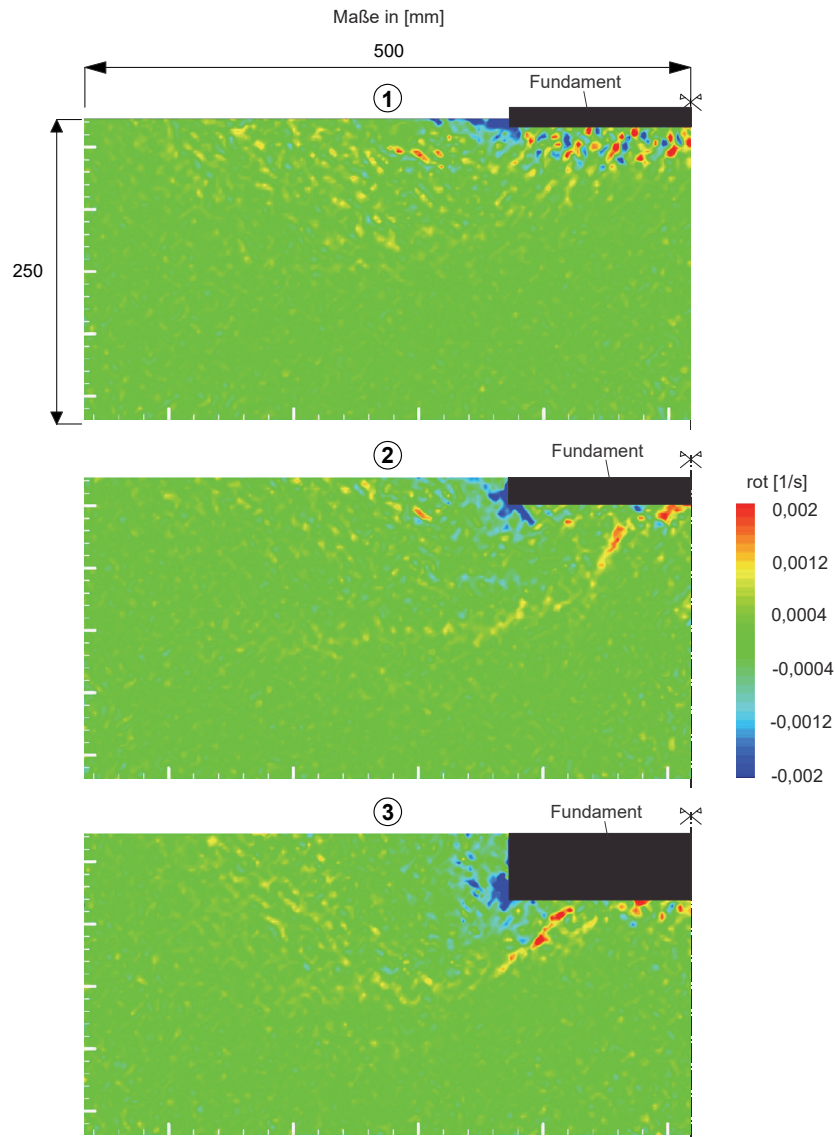 Maße in [mm]
500
1
Fundament
250
2
Fundament
rot [1/s]
0,002
0,0012
0,0004
-0,0004
-0,0012
-0,002
3
Fundament